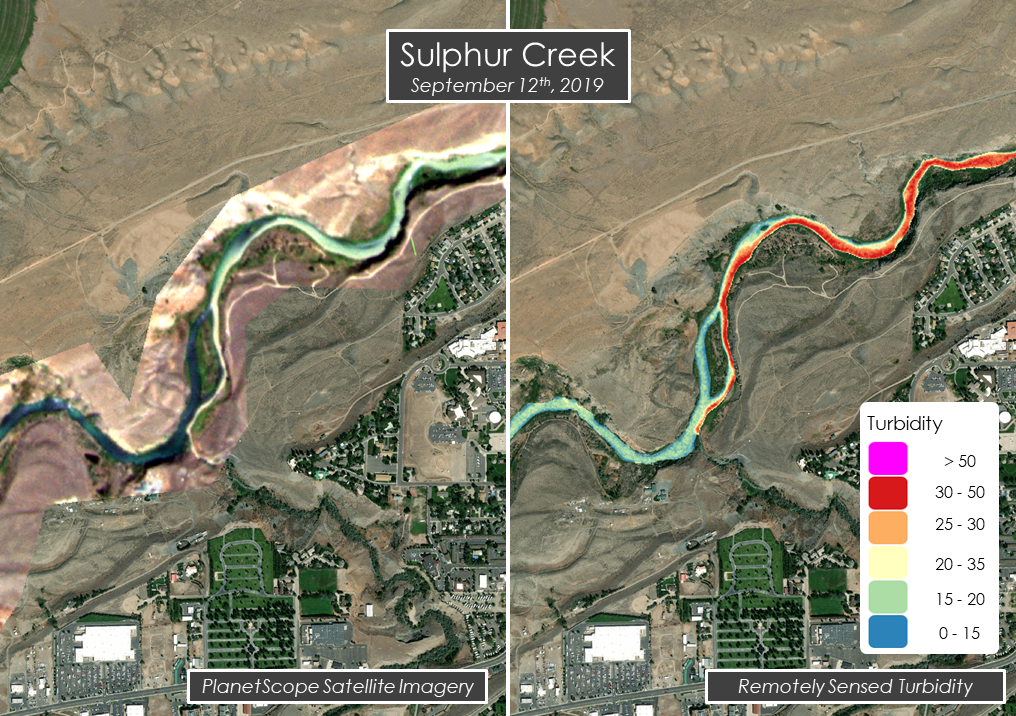 Sulphur Creek
September 12th, 2019
Turbidity
> 50
30 - 50
25 - 30
20 - 35
15 - 20
0 - 15
PlanetScope Satellite Imagery
Remotely Sensed Turbidity